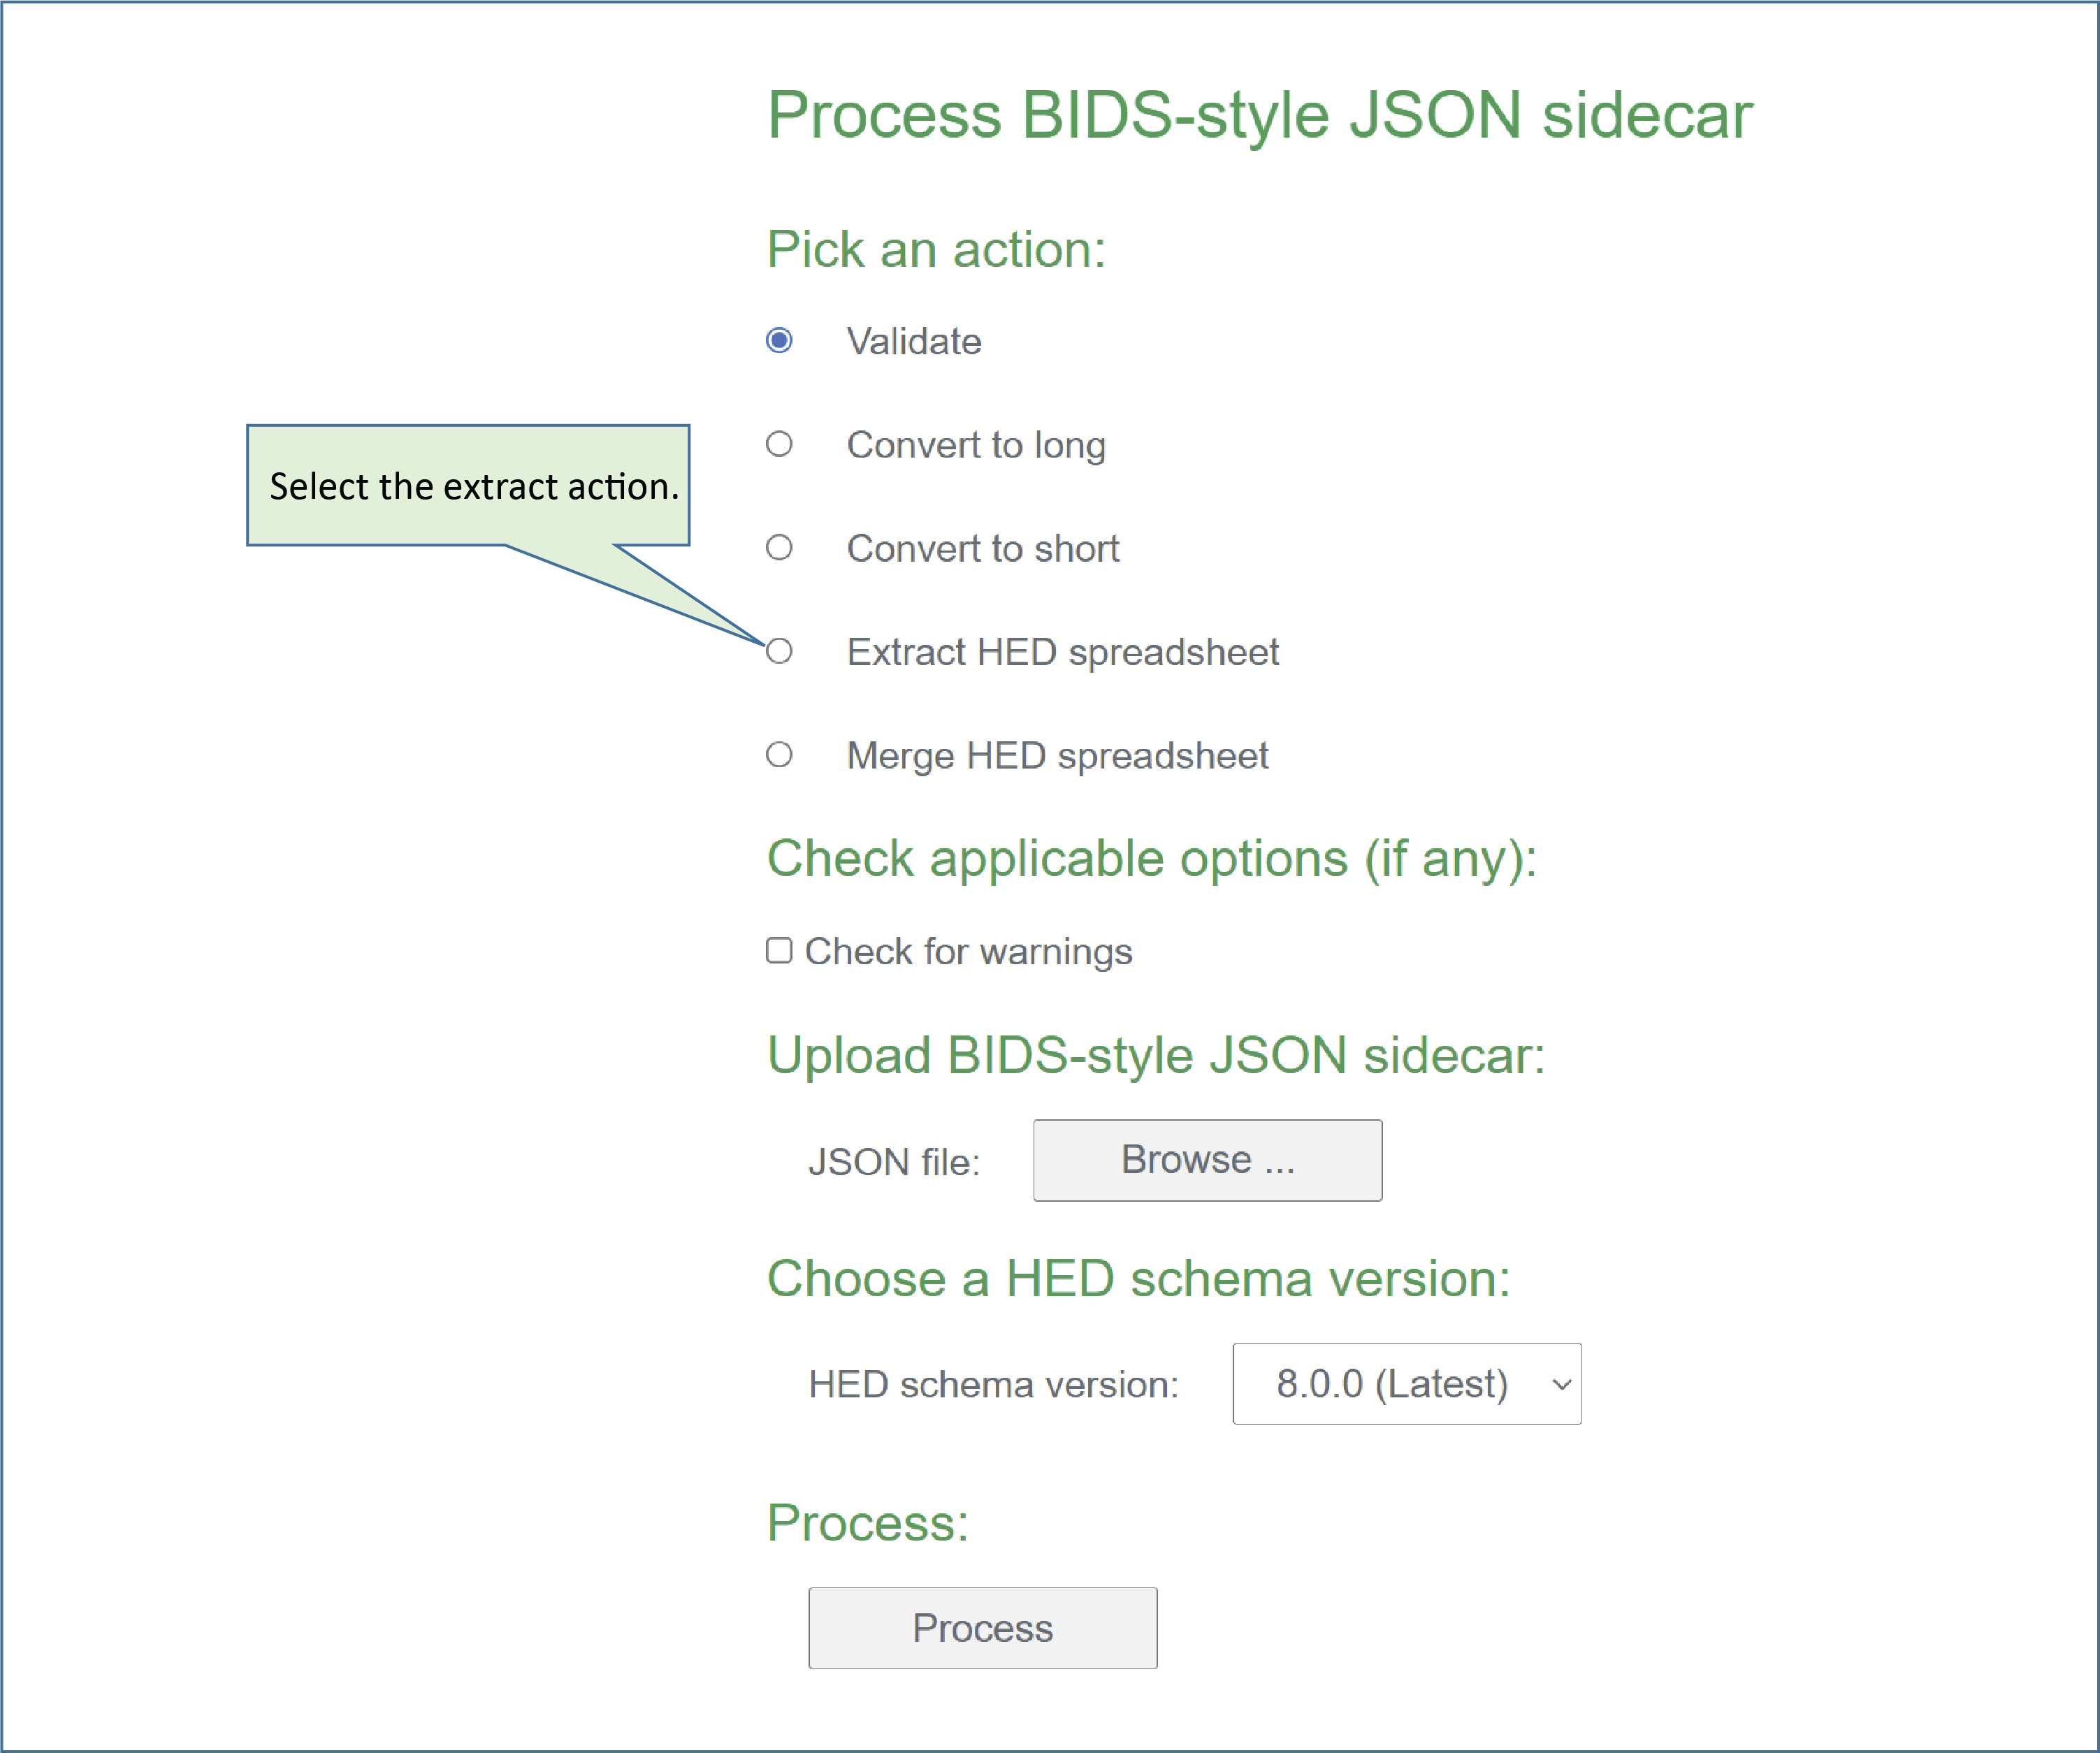 Process BIDS-style JSON sidecar
Pick an action:
Validate
Convert to long
Select the extract action.
Convert to short
Extract HED spreadsheet
Merge HED spreadsheet
Check applicable options (if any):
Check for warnings
Upload BIDS-style JSON sidecar:
JSON file: Browse ...
Choose a HED schema version:
HED schema version: 8.0.0 (Latest)
Process:
Process